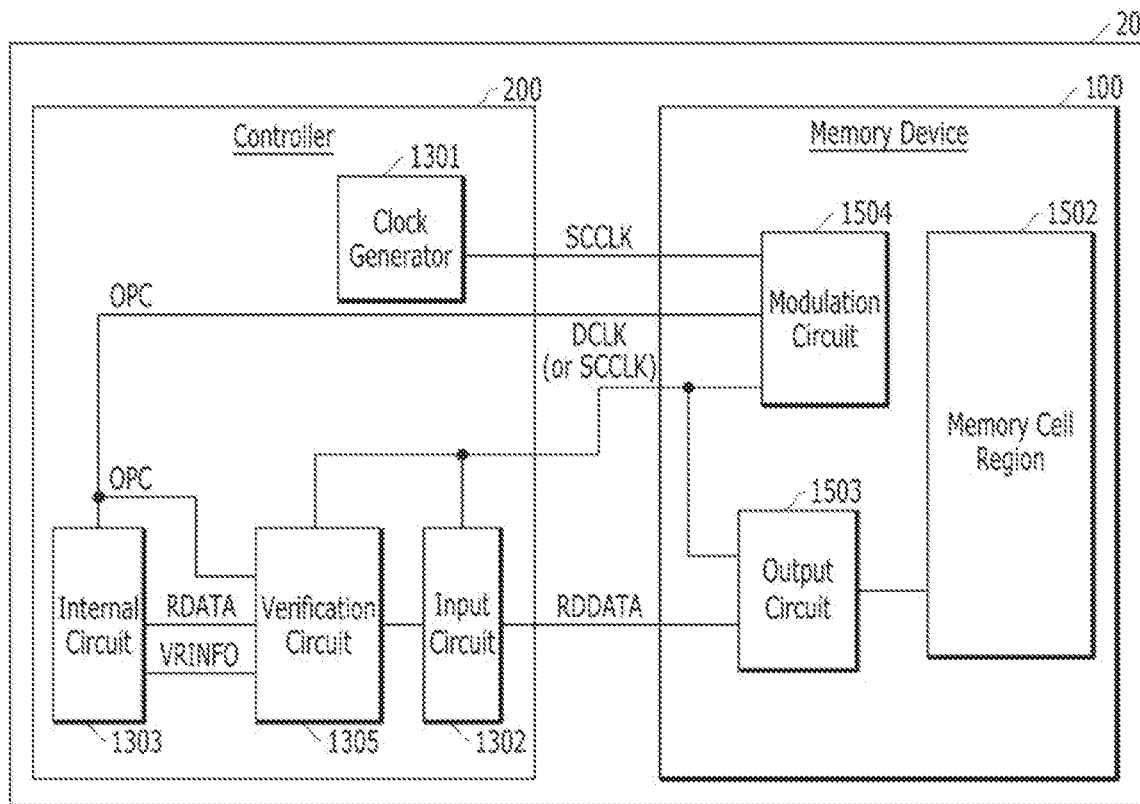 20
200
100
Controller
Memory Device
1301
Clock
Generator
1504
1502
SCCLK
Modulation
Circuit
OPC
DCLK
(or SCCLK)
Memory Cell
Region
OPC
1503
Output
Circuit
Internal
Circuit
RDATA
VRINFO
Verification
Circuit
Input
Circuit
RDDATA
1303
1305
1302